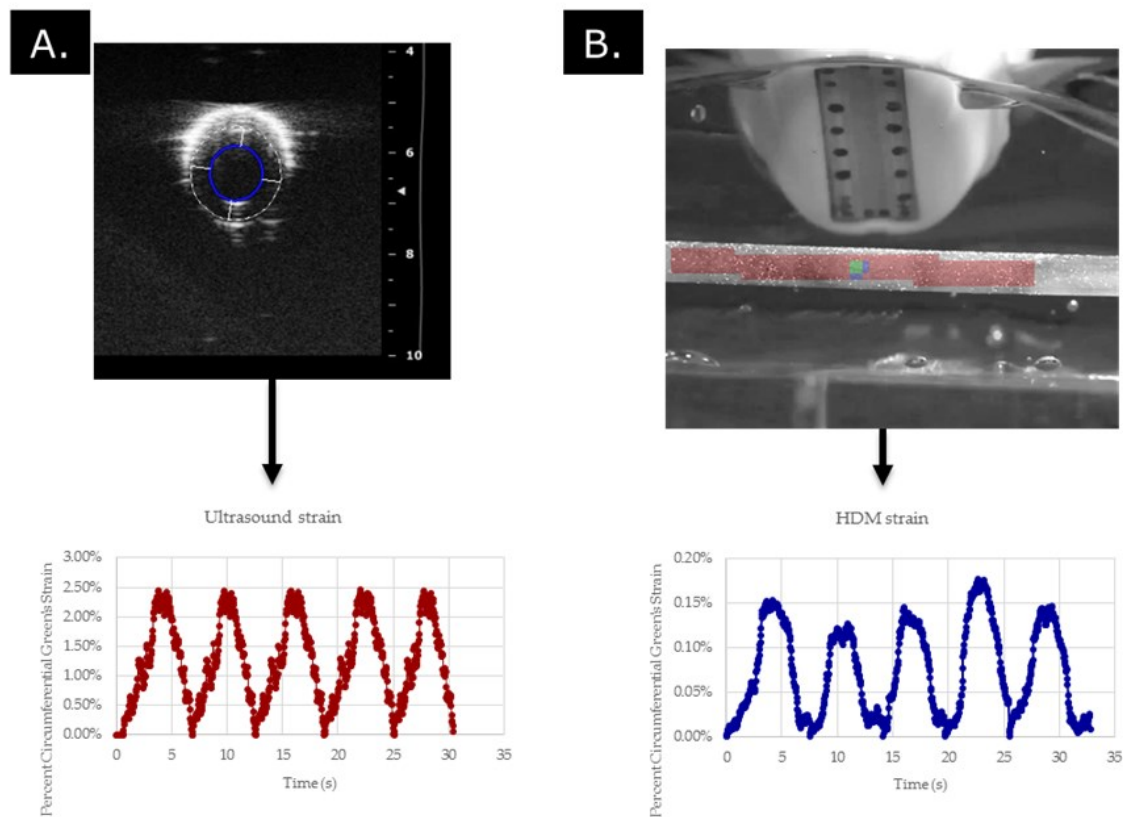 A.
4
6
8
10
B.
Ultrasound strain
Percent Circumferential Green's Strain
3.00%
2.50%
2.00%
1.50%
1.00%
0.50%
0.00%
0 5 10 15 20 25 30 35
Time (s)
HDM strain
Percent Circumferential Green's Strain
0.20%
0.15%
0.10%
0.05%
0.00%
0 5 10 15 20 25 30 35
Time (s)